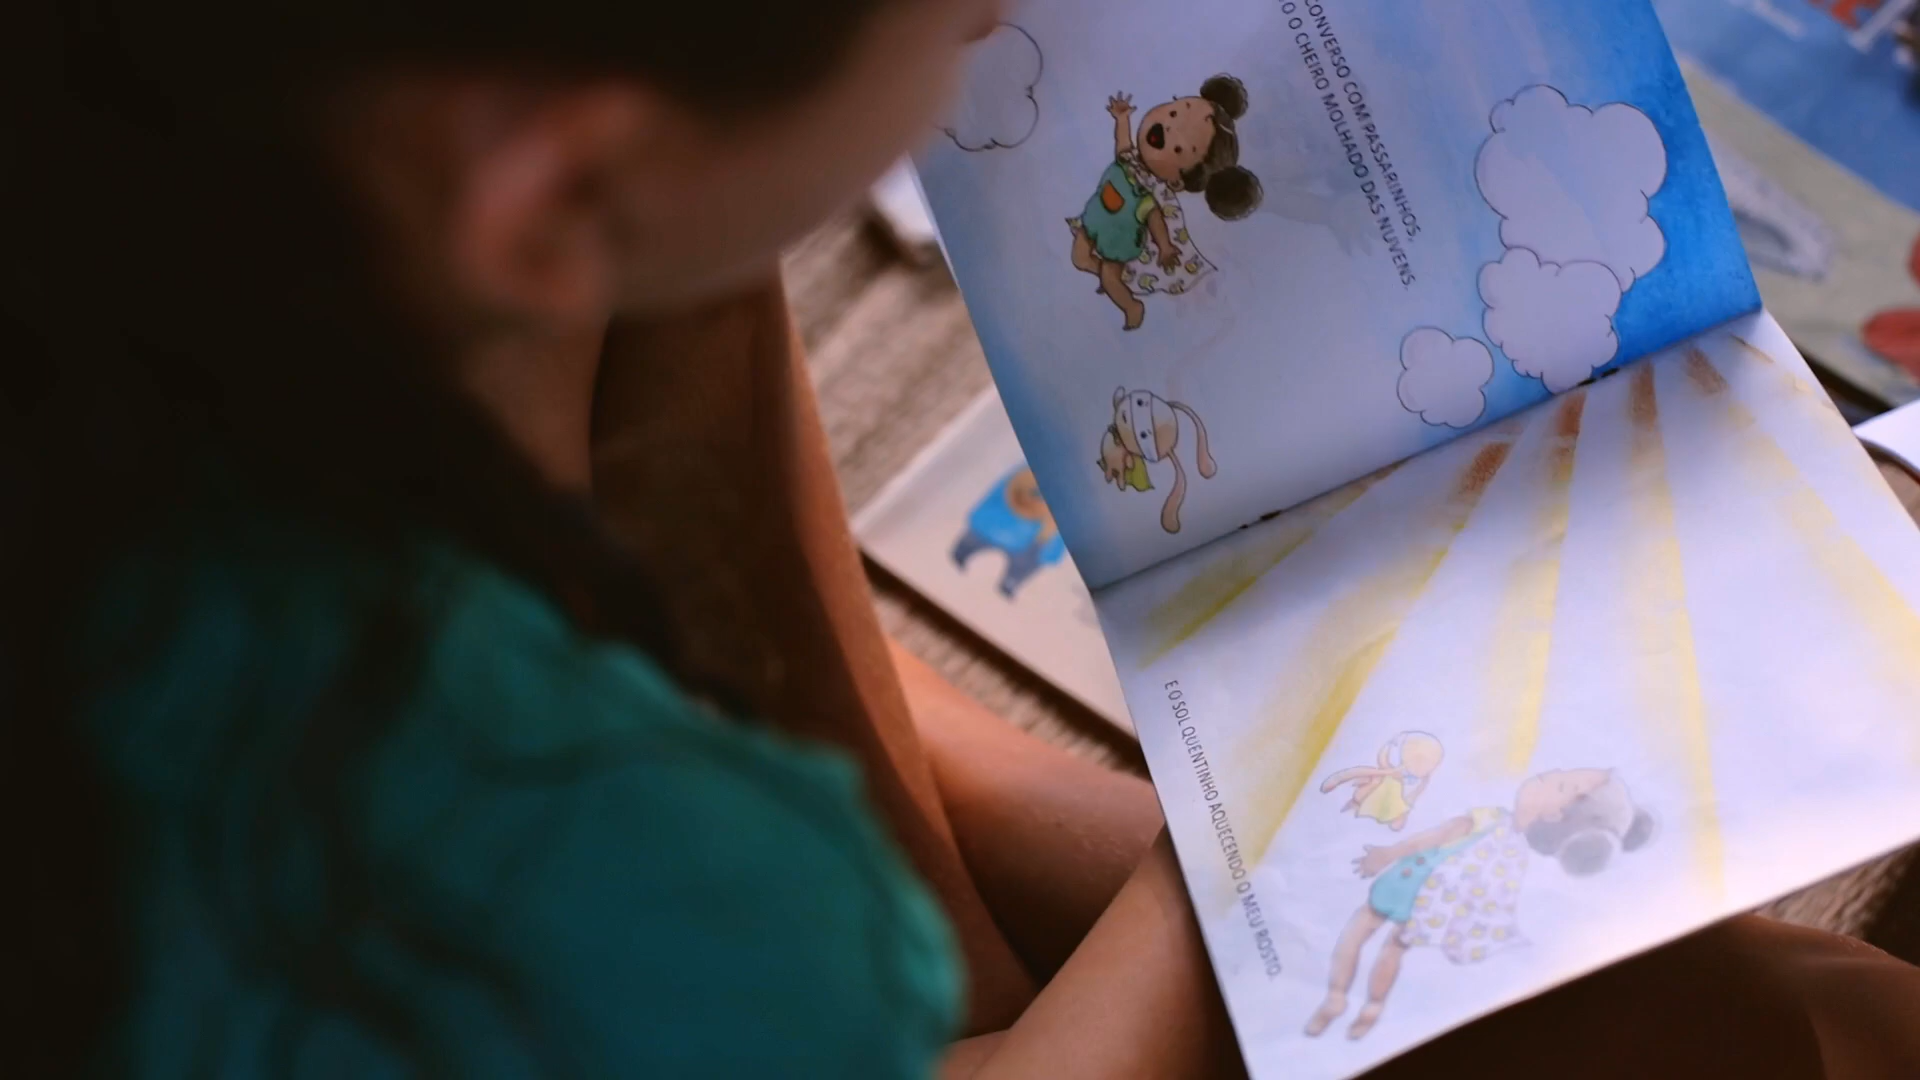 CONVERSO COM PASSARINHOS,
O CHEIRO MOLHADO DAS NUVENS.
E O SOL QUENTINHO AQUECENDO O MEU ROSTO.